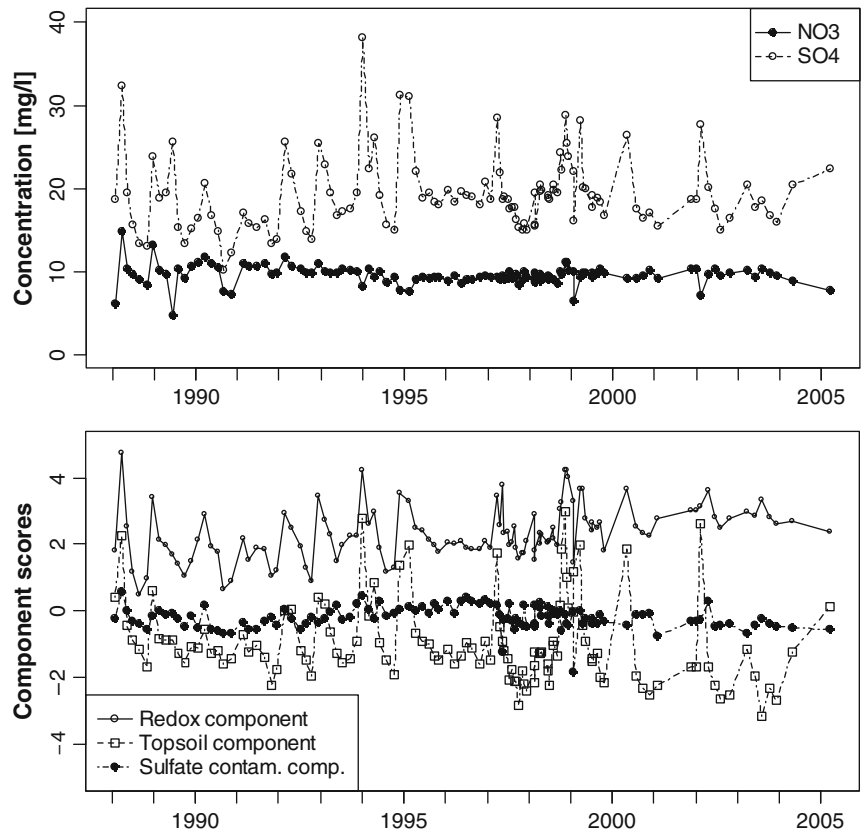 NO3
SO4
Concentration [mg/l]
40
30
20
10
0
1990
1995
2000
2005
Component scores
4
2
0
−2
−4
Redox component
Topsoil component
Sulfate contam. comp.
1990
1995
2000
2005